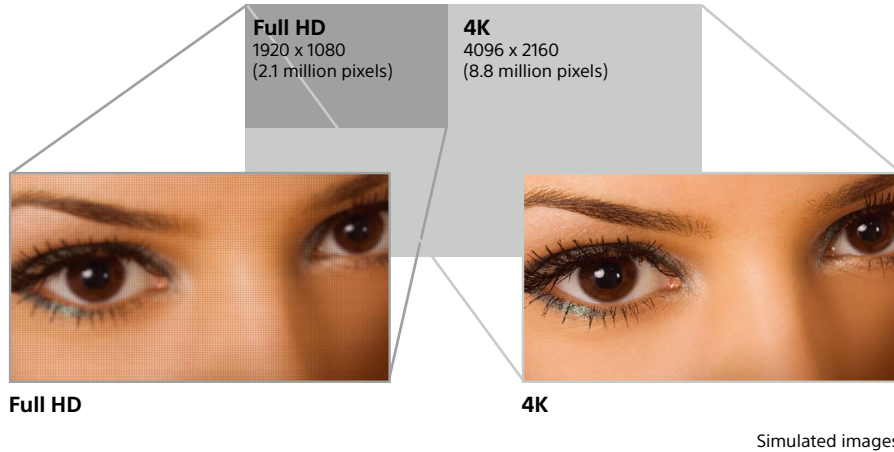 Full HD
1920 x 1080
(2.1 million pixels)
4K
4096 x 2160
(8.8 million pixels)
Full HD
4K
Simulated images